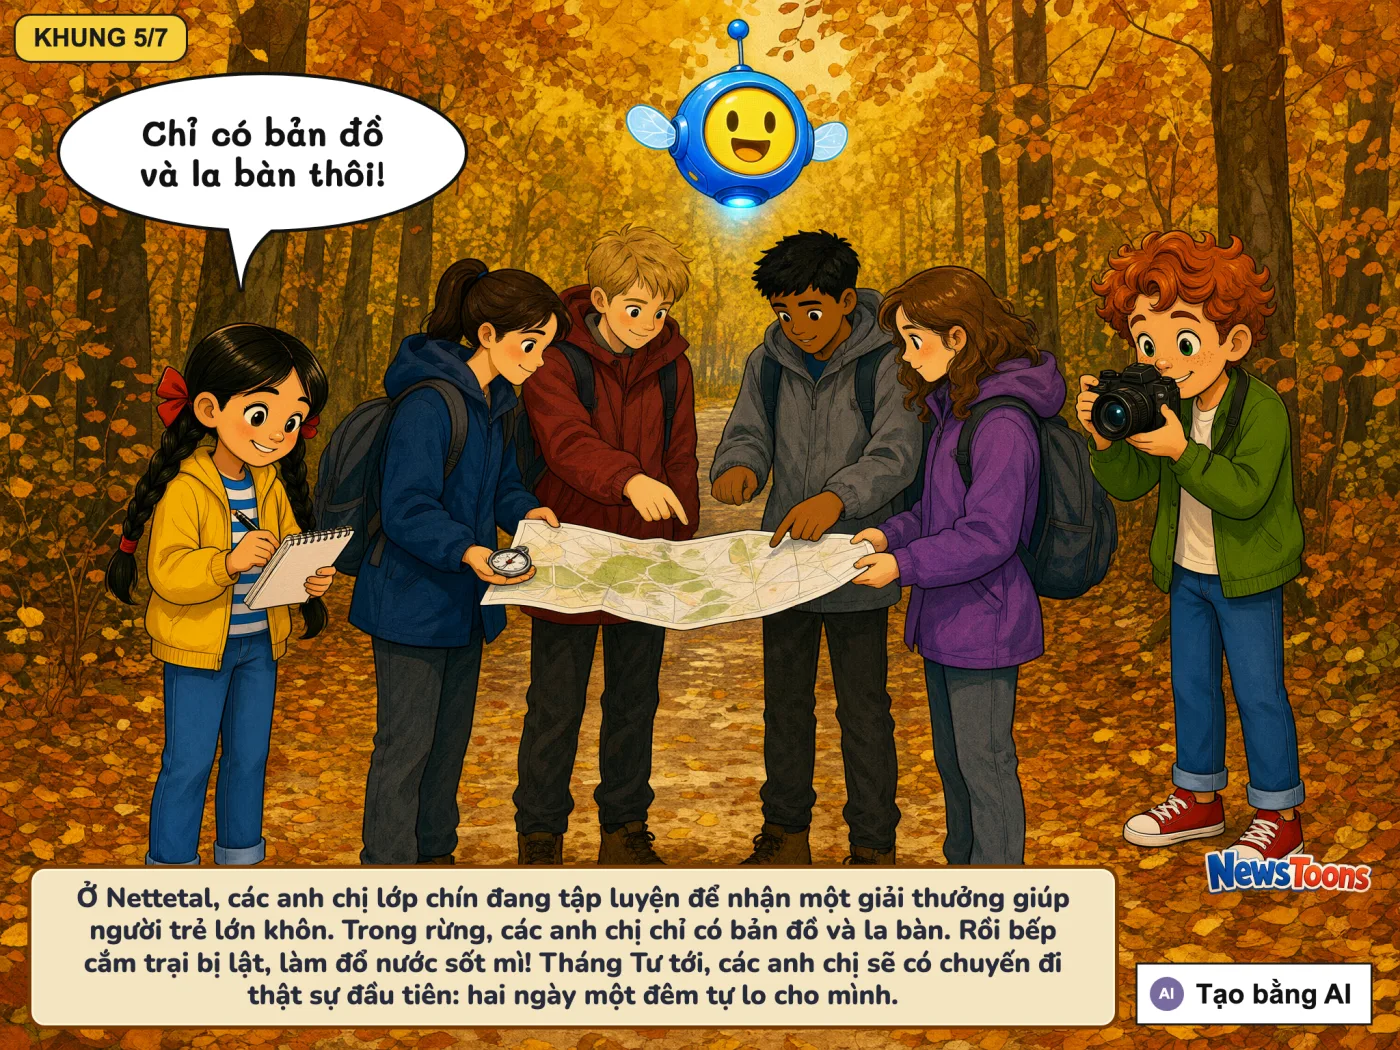 KHUNG 5/7
Chỉ có bản đồ
và la bàn thôi!
Ở Nettetal, các anh chị lớp chín đang tập luyện để nhận một giải thưởng giúp
người trẻ lớn khôn. Trong rừng, các anh chị chỉ có bản đồ và la bàn. Rồi bếp
cắm trại bị lật, làm đổ nước sốt mì! Tháng Tư tới, các anh chị sẽ có chuyến đi
thật sự đầu tiên: hai ngày một đêm tự lo cho mình.
NewsToons
AI Tạo bằng AI